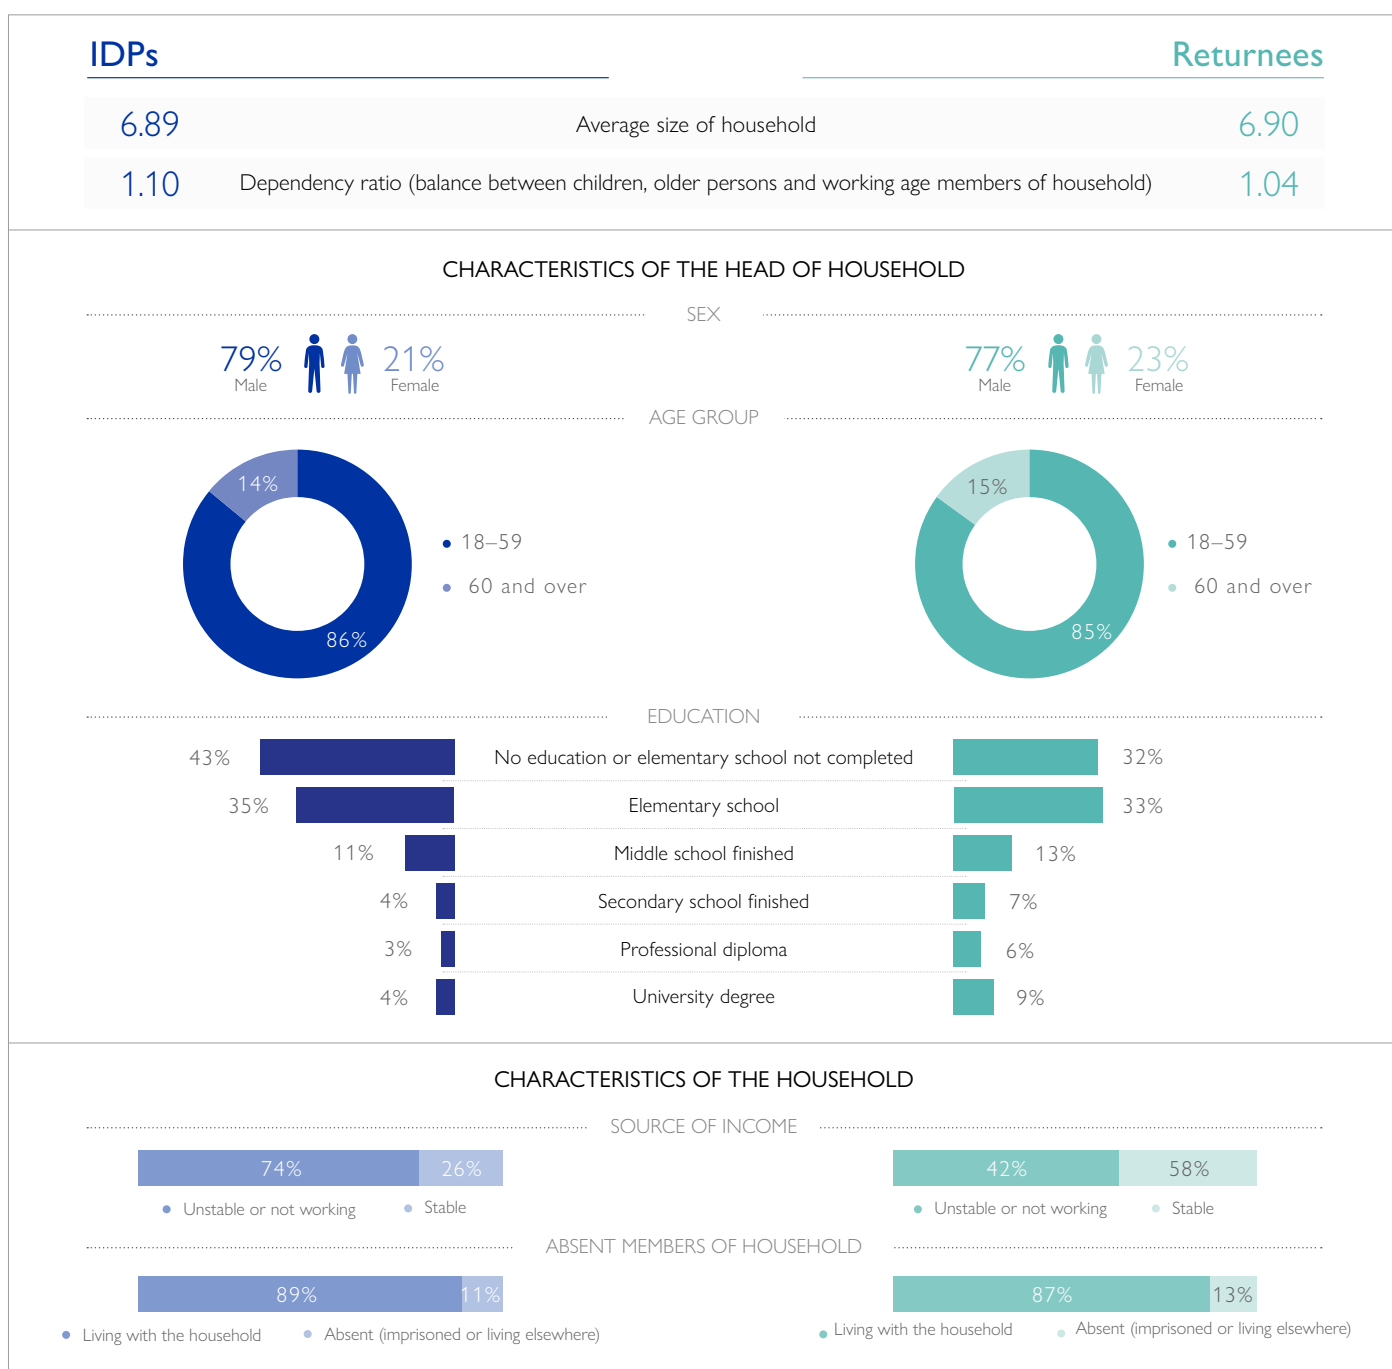 IDPs Returnees
6.89 Average size of household 6.90
1.10 Dependency ratio (balance between children, older persons and working age members of household) 1.04
CHARACTERISTICS OF THE HEAD OF HOUSEHOLD
SEX
79% 21% 77% 23%
Male Female Male Female
AGE GROUP
14% 15%
18–59 18–59
60 and over 60 and over
86% 85%
EDUCATION
43% No education or elementary school not completed 32%
35% Elementary school 33%
11% Middle school finished 13%
4% Secondary school finished 7%
3% Professional diploma 6%
4% University degree 9%
CHARACTERISTICS OF THE HOUSEHOLD
SOURCE OF INCOME
74% 26% 42% 58%
Unstable or not working Stable Unstable or not working Stable
ABSENT MEMBERS OF HOUSEHOLD
89% 11% 87% 13%
Living with the household Absent (imprisoned or living elsewhere) Living with the household Absent (imprisoned or living elsewhere)